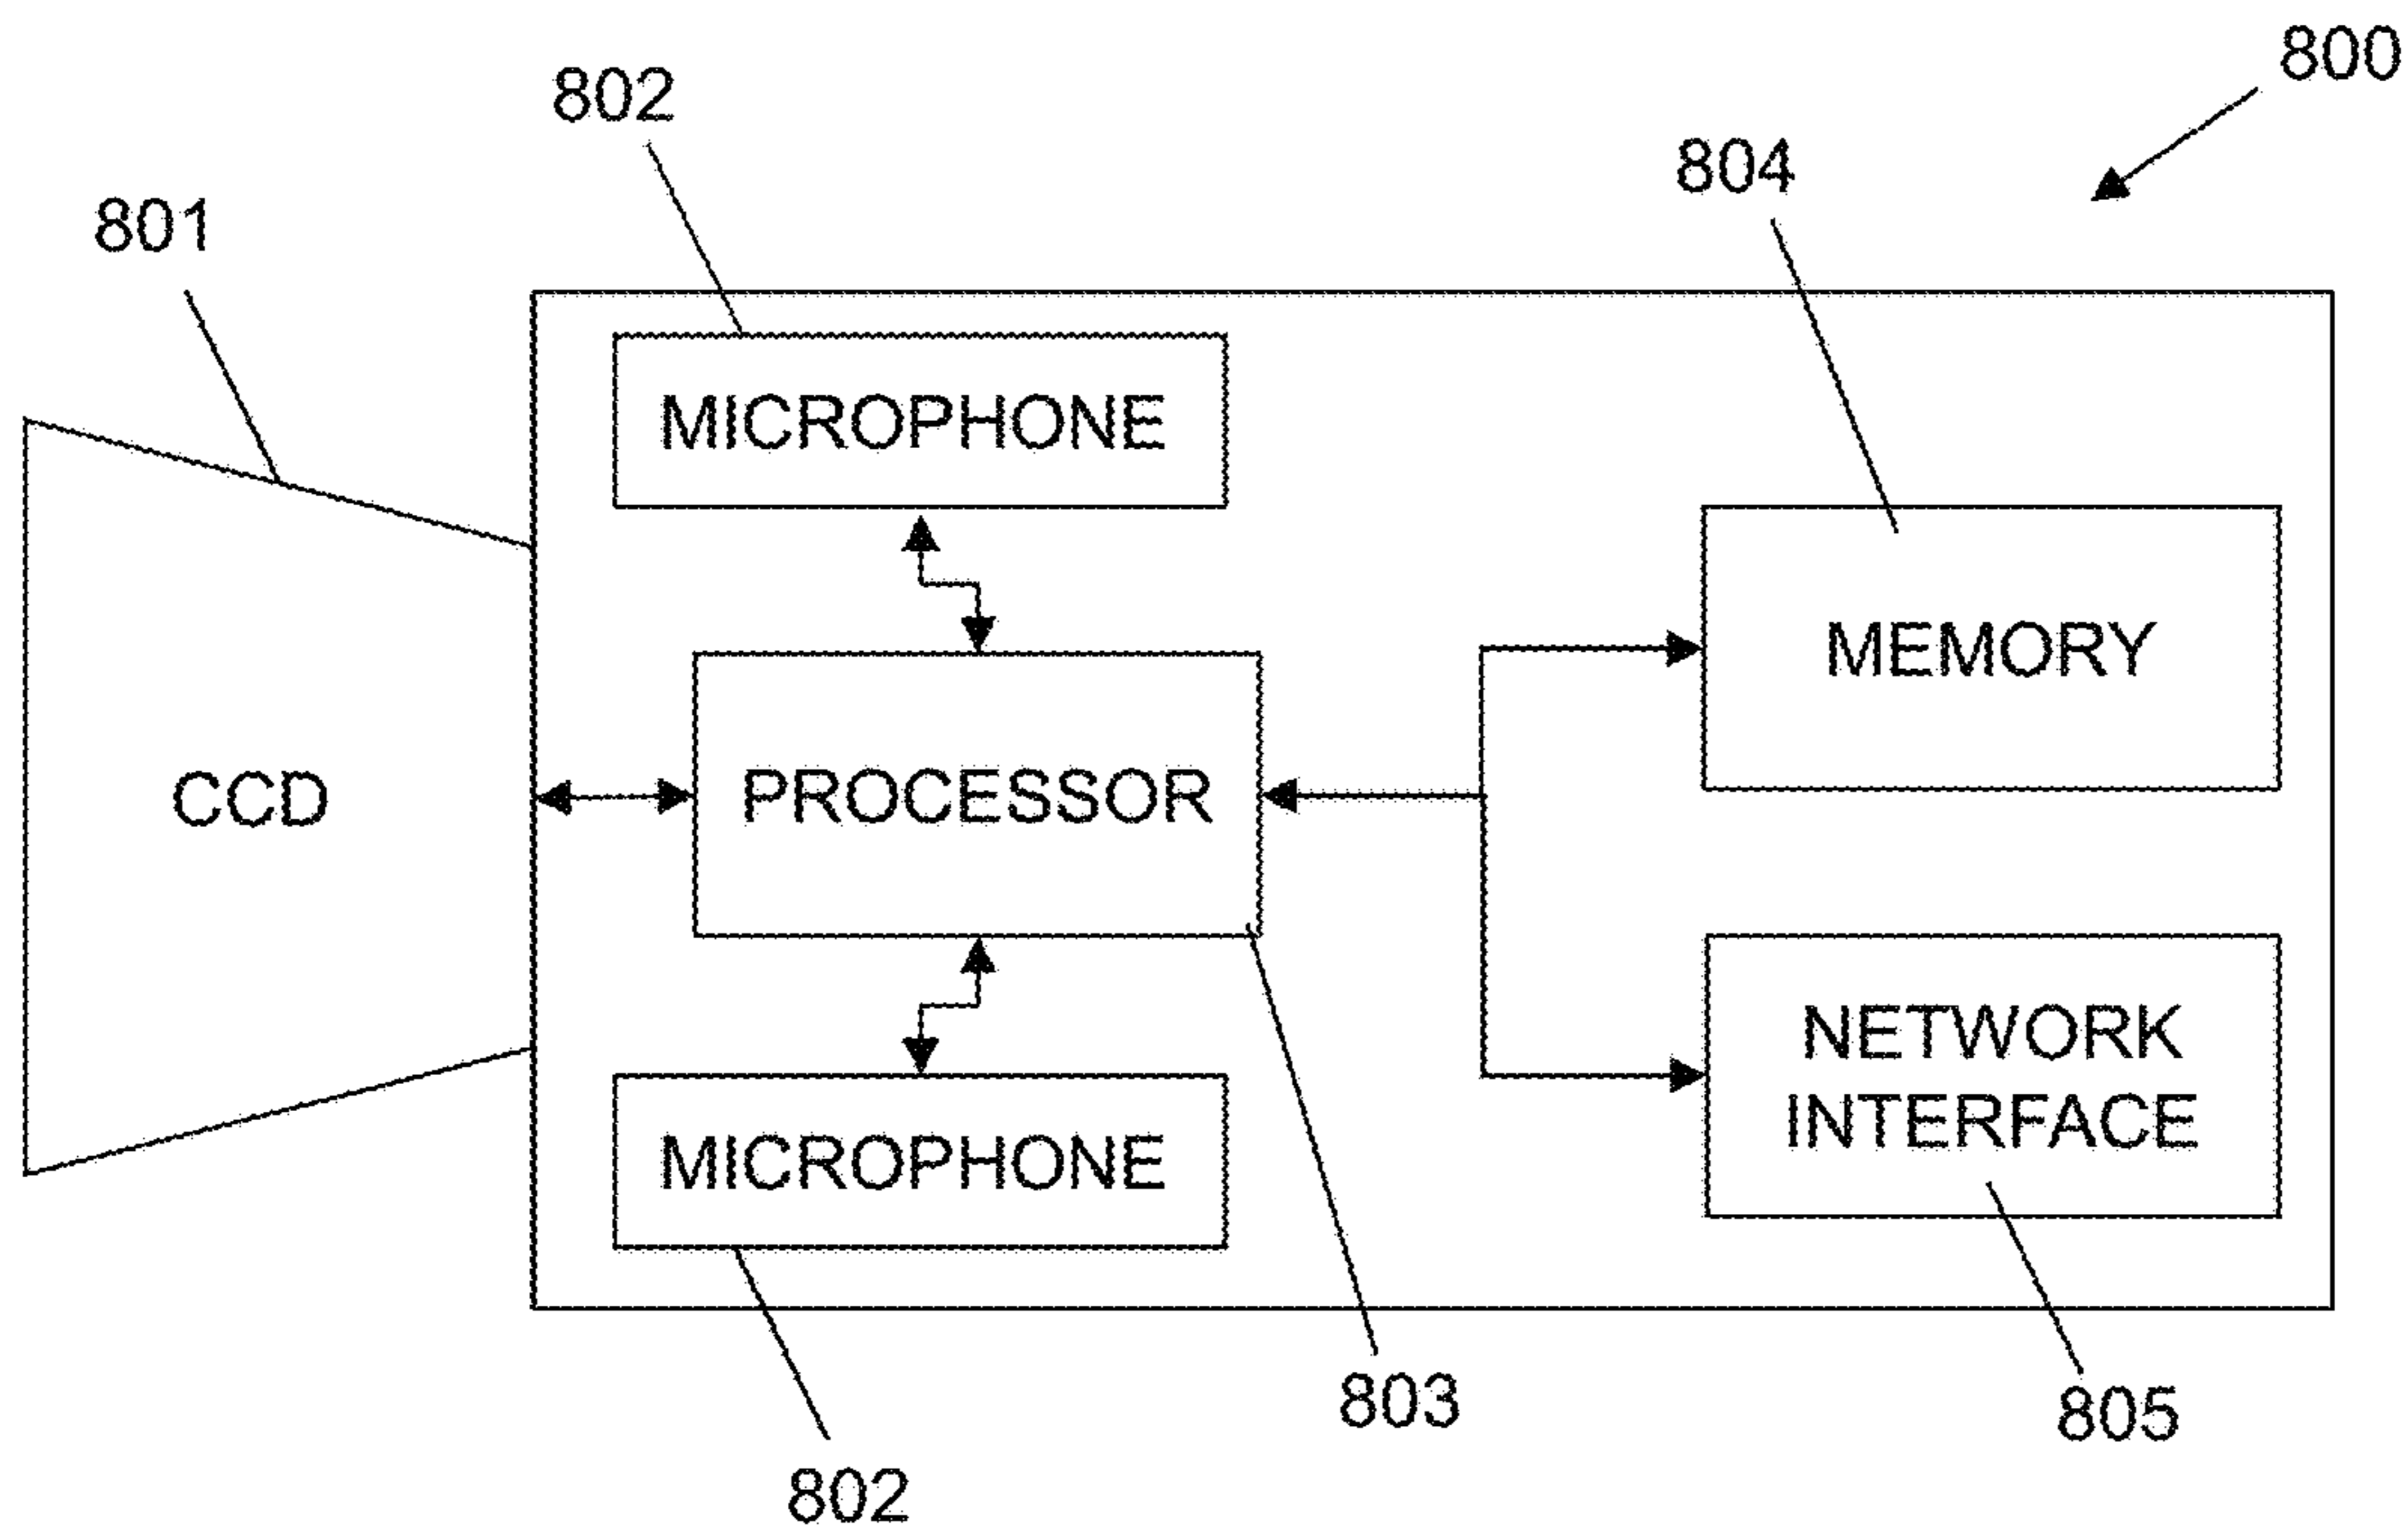 800
802
804
801
MICROPHONE
MEMORY
CCD
PROCESSOR
NETWORK
INTERFACE
MICROPHONE
803
805
802